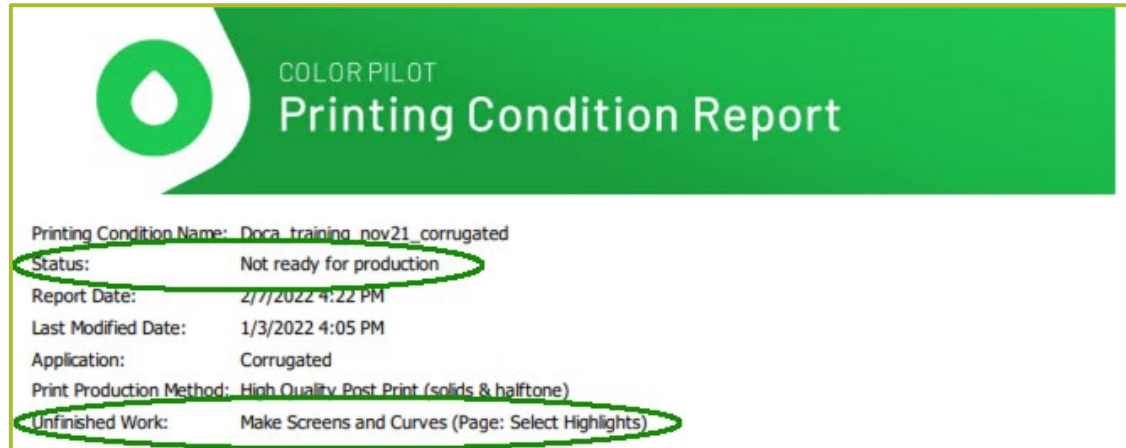 COLOR PILOT
Printing Condition Report
Printing Condition Name: Doca_training_nov21_corrugated
Status: Not ready for production
Report Date: 2/7/2022 4:22 PM
Last Modified Date: 1/3/2022 4:05 PM
Application: Corrugated
Print Production Method: High Quality Post Print (solids & halftone)
Unfinished Work: Make Screens and Curves (Page: Select Highlights)